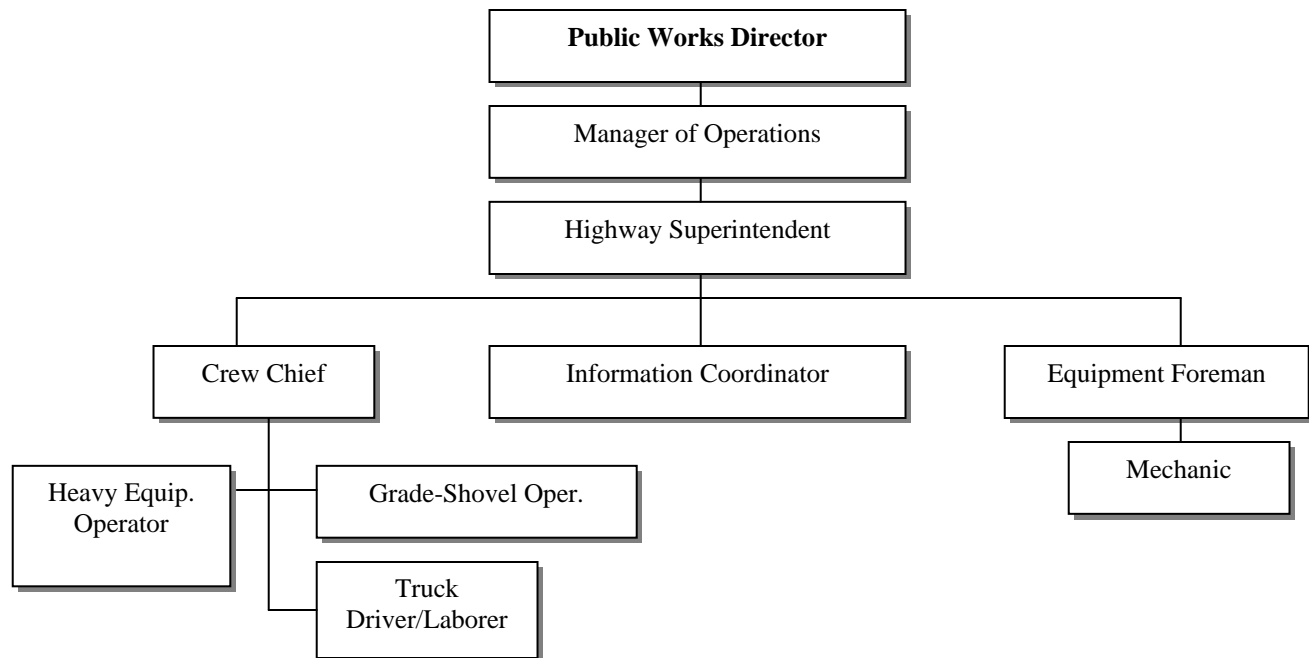 Public Works Director
Manager of Operations
Highway Superintendent
Crew Chief
Information Coordinator
Equipment Foreman
Heavy Equip.
Operator
Grade-Shovel Oper.
Mechanic
Truck
Driver/Laborer